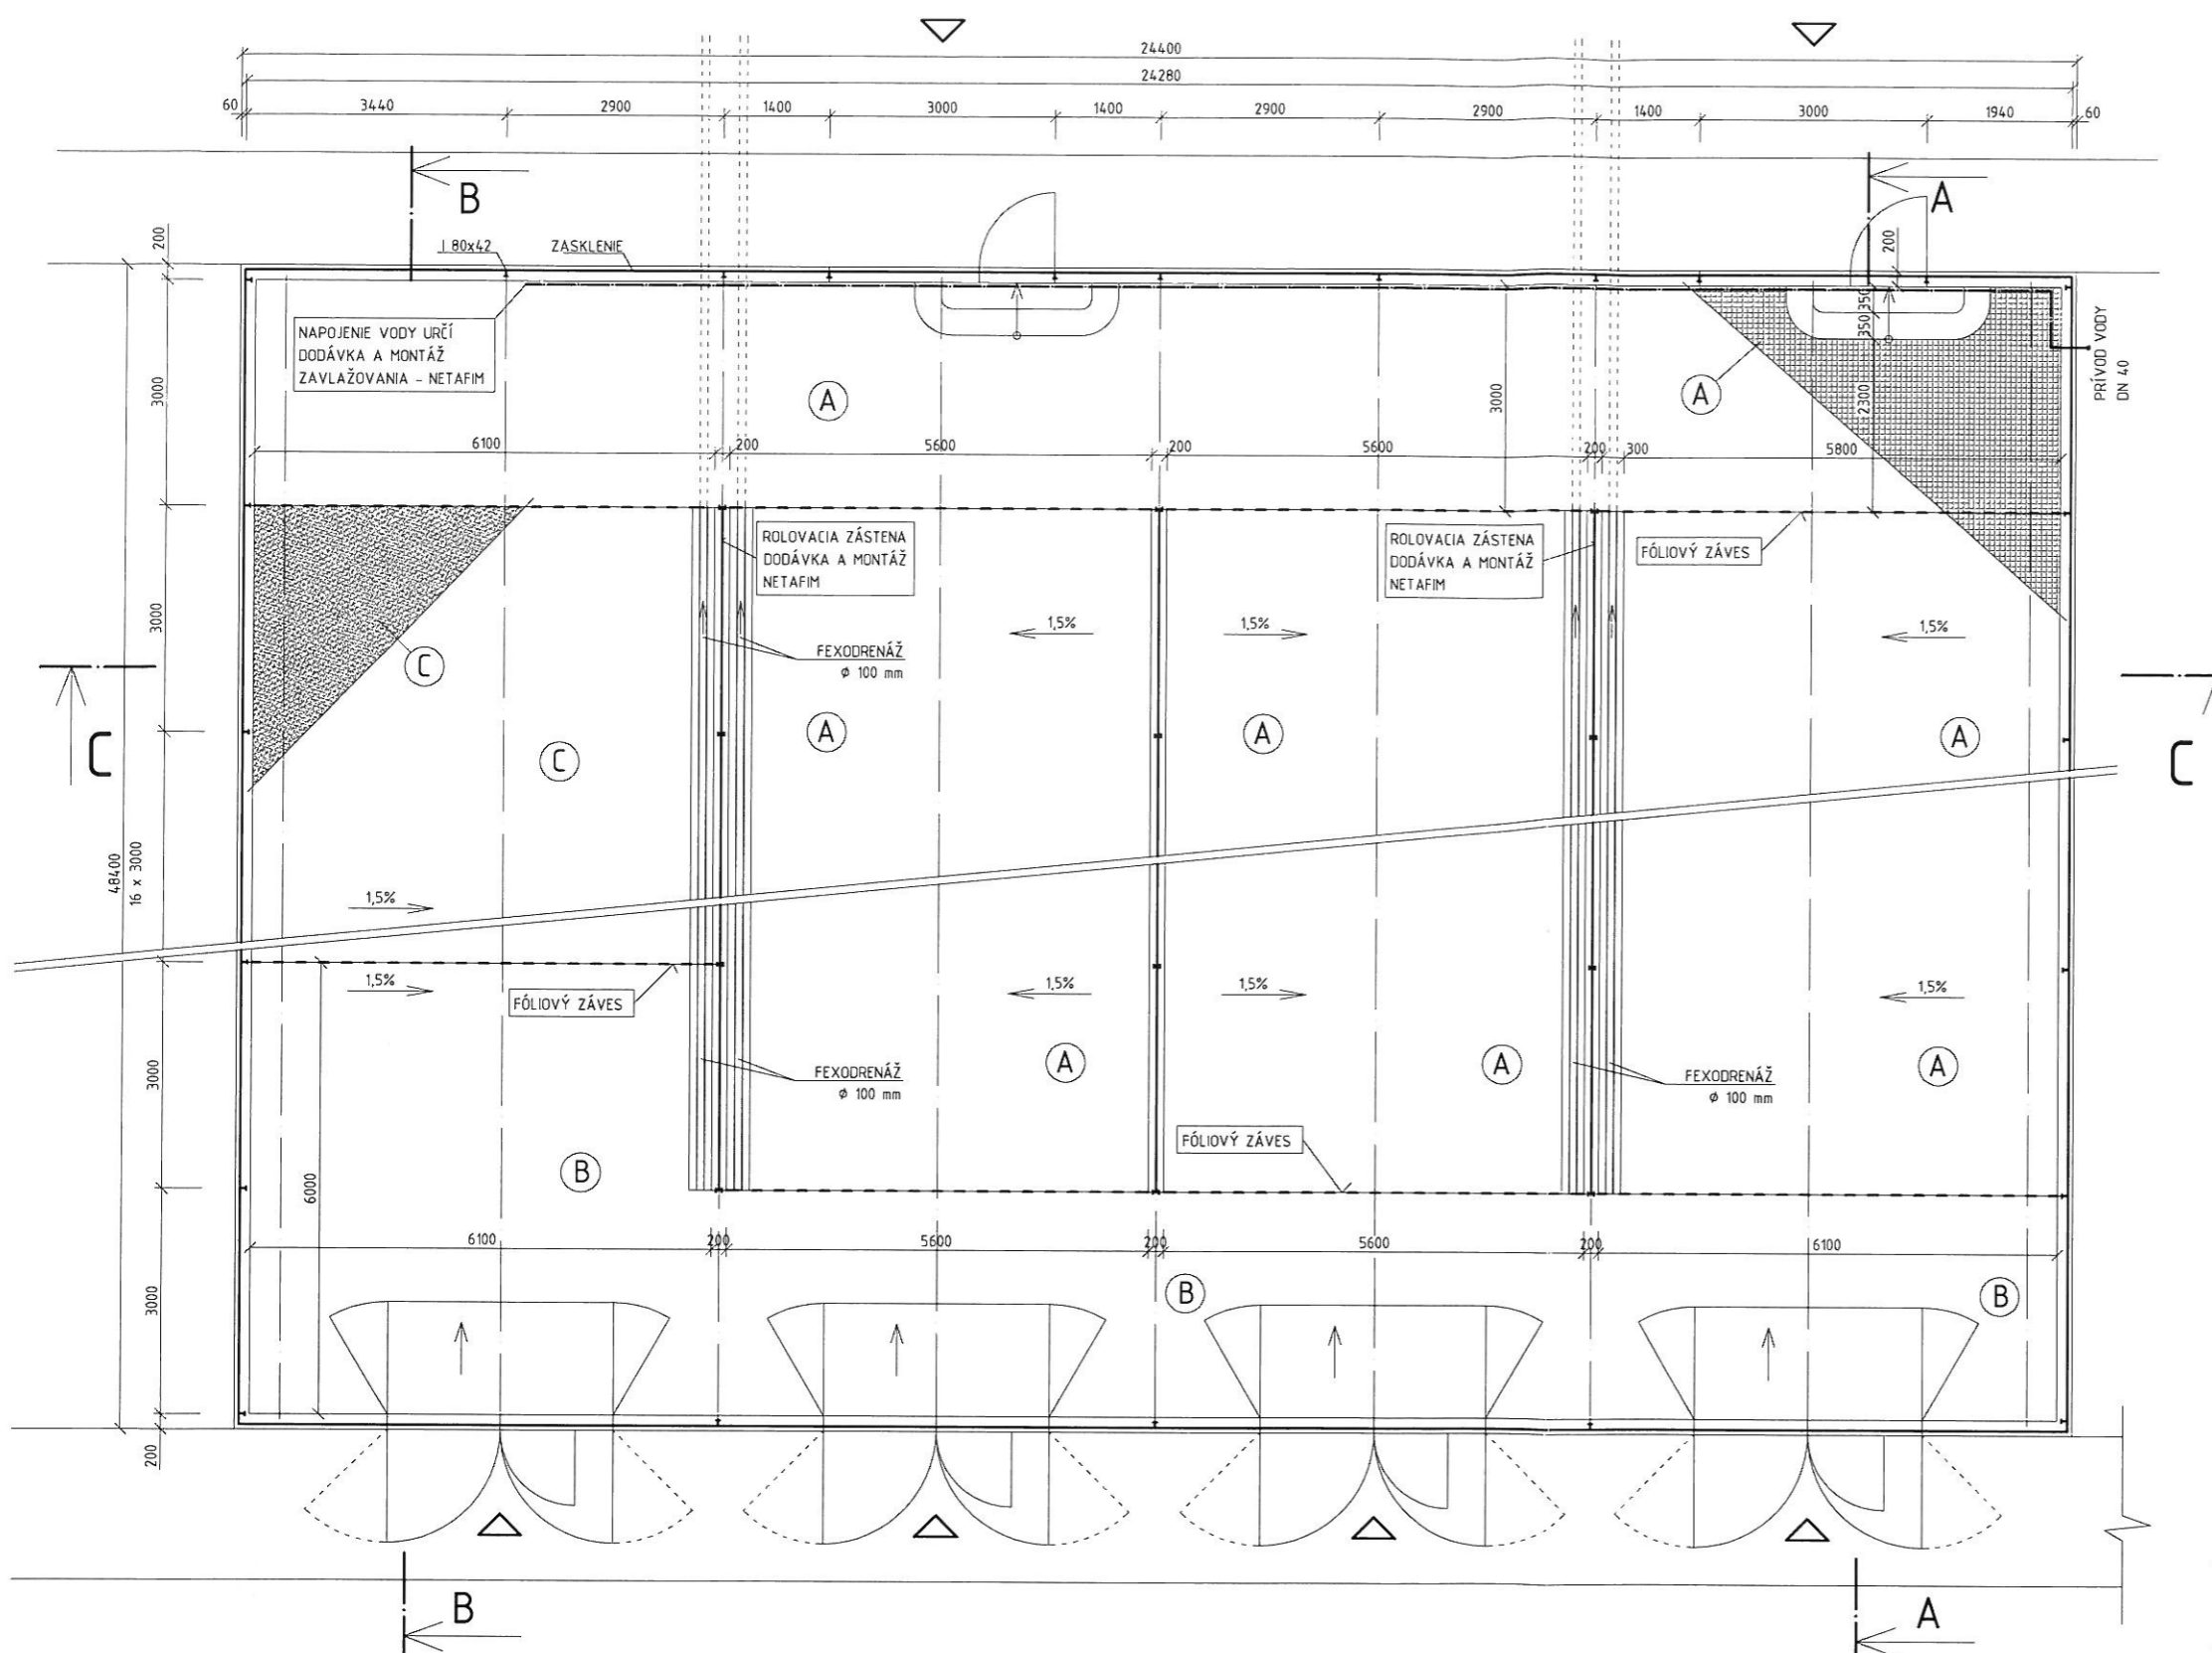 24400
24280
60 3440 2900 1400 3000 1400 2900 2900 1400 3000 1940 60
B
A
200
I 80x42
ZASKLENIE
200
NAPOJENIE VODY URČÍ
DODÁVKA A MONTÁŽ
ZAVLAŽOVANIA - NETAFIM
350
350
PRÍVOD VODY
DN 40
3000
A
3000
A
2300
6100 200 5600 200 5600 200 300 5800
ROLOVACIA ZÁSTENA
DODÁVKA A MONTÁŽ
NETAFIM
ROLOVACIA ZÁSTENA
DODÁVKA A MONTÁŽ
NETAFIM
FÓLIOVÝ ZÁVES
3000
1,5%
1,5%
1,5%
FEXODRENÁŽ
ø 100 mm
C
C
A
A
A
C
C
48400
16 x 3000
1,5%
1,5%
FÓLIOVÝ ZÁVES
1,5%
1,5%
1,5%
3000
FEXODRENÁŽ
ø 100 mm
A
A
FEXODRENÁŽ
ø 100 mm
A
FÓLIOVÝ ZÁVES
B
6000
6100 200 5600 200 5600 200 6100
3000
B
B
200
B
A